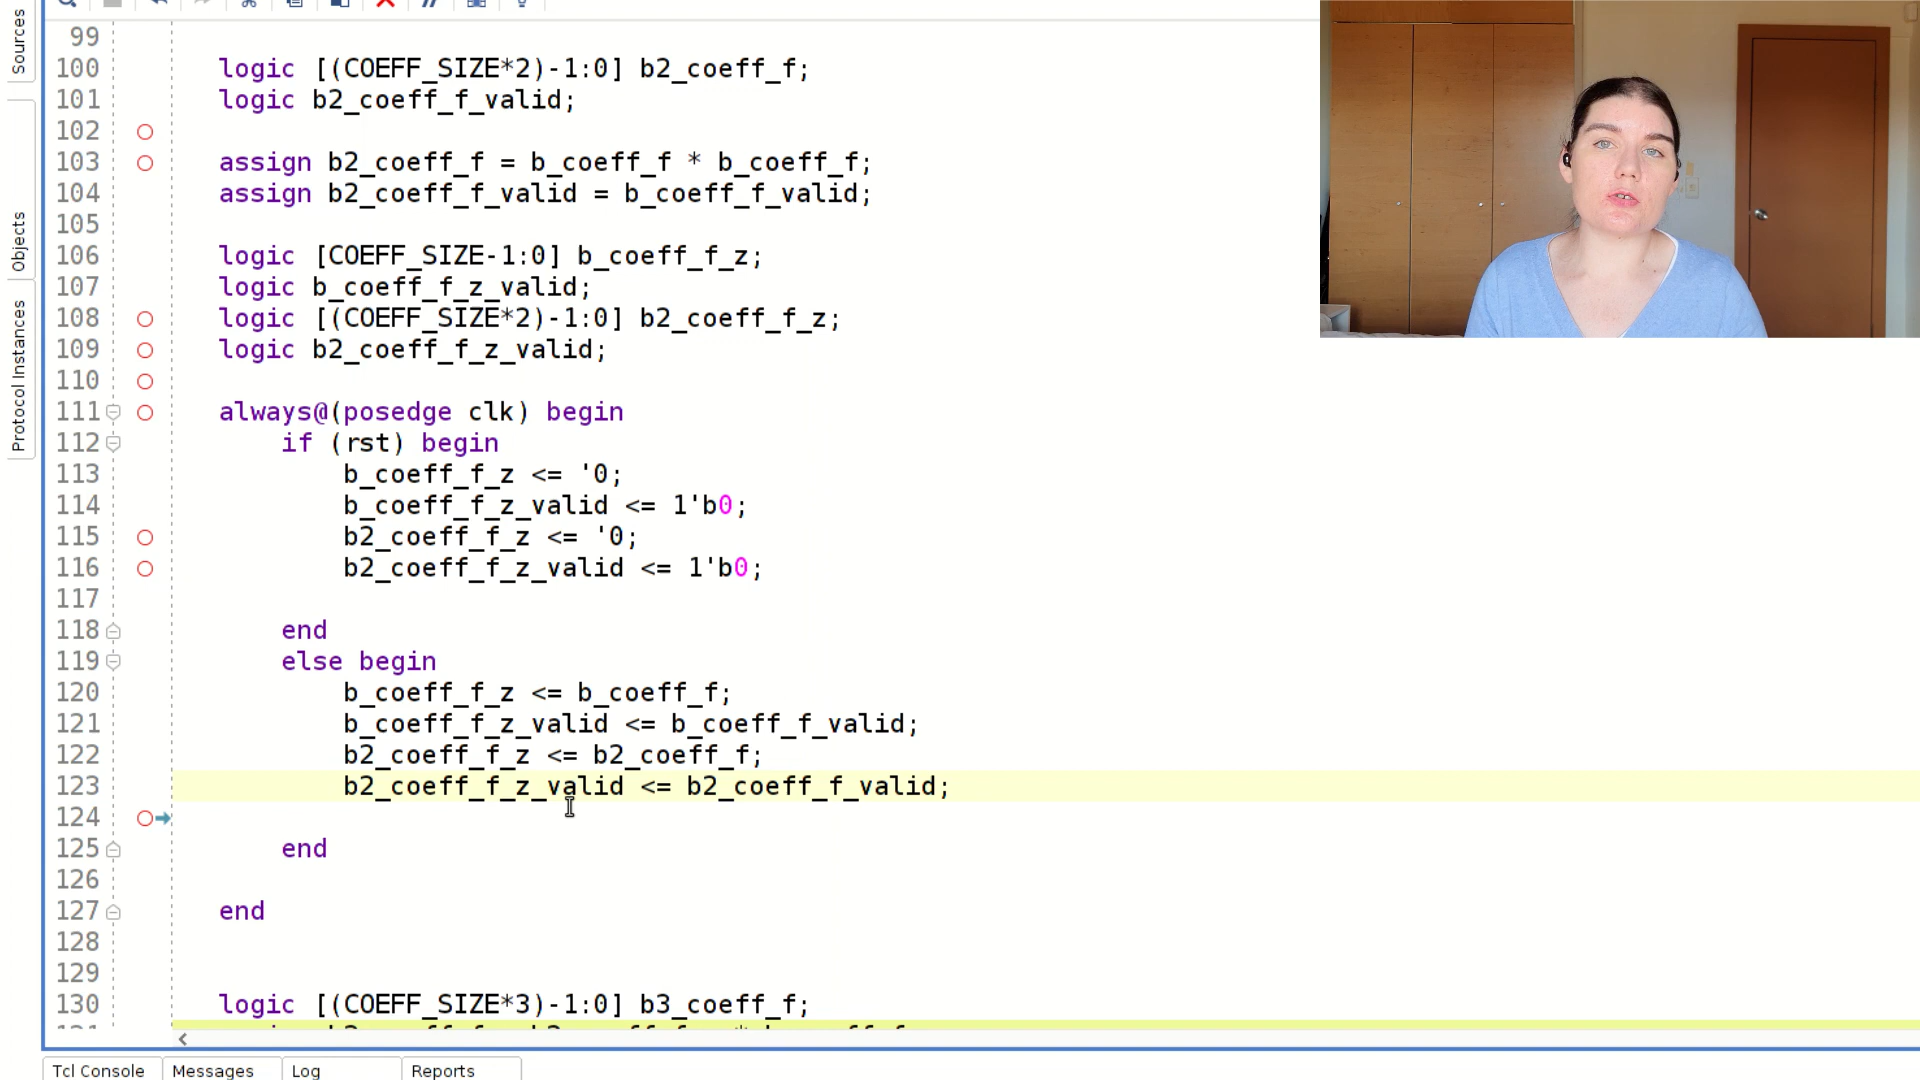 Sources
Objects
Protocol Instances
99
100 logic [(COEFF_SIZE*2)-1:0] b2_coeff_f;
101 logic b2_coeff_f_valid;
102
103 assign b2_coeff_f = b_coeff_f * b_coeff_f;
104 assign b2_coeff_f_valid = b_coeff_f_valid;
105
106 logic [COEFF_SIZE-1:0] b_coeff_f_z;
107 logic b_coeff_f_z_valid;
108 logic [(COEFF_SIZE*2)-1:0] b2_coeff_f_z;
109 logic b2_coeff_f_z_valid;
110
111 always@(posedge clk) begin
112 if (rst) begin
113 b_coeff_f_z <= '0;
114 b_coeff_f_z_valid <= 1'b0;
115 b2_coeff_f_z <= '0;
116 b2_coeff_f_z_valid <= 1'b0;
117
118 end
119 else begin
120 b_coeff_f_z <= b_coeff_f;
121 b_coeff_f_z_valid <= b_coeff_f_valid;
122 b2_coeff_f_z <= b2_coeff_f;
123 b2_coeff_f_z_valid <= b2_coeff_f_valid;
124
125 end
126
127 end
128
129
130 logic [(COEFF_SIZE*3)-1:0] b3_coeff_f;
Tcl Console Messages Log Reports